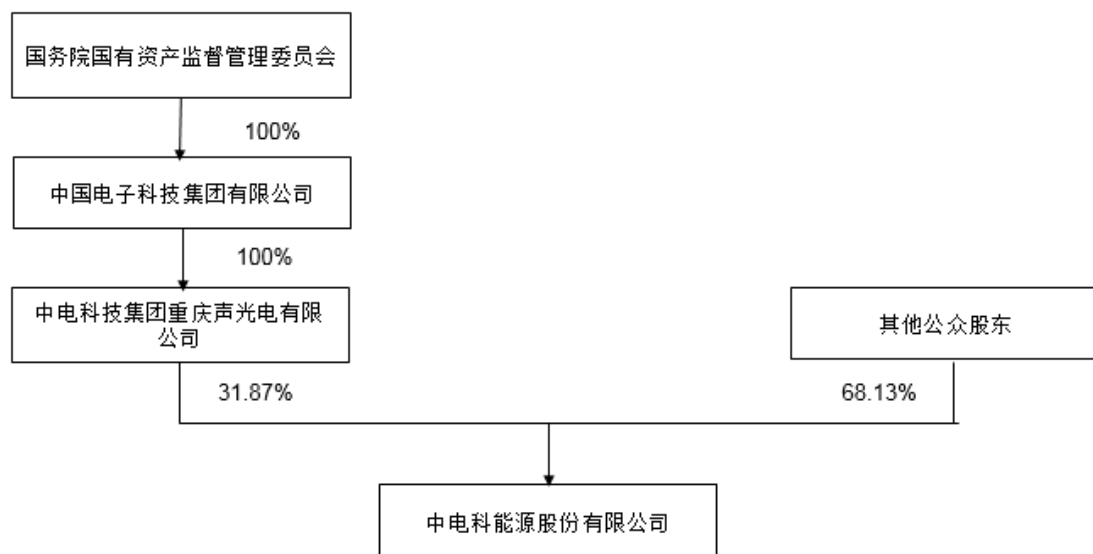 国务院国有资产监督管理委员会
100%
中国电子科技集团有限公司
100%
中电科技集团重庆声光电有限
公司
其他公众股东
31.87%
68.13%
中电科能源股份有限公司